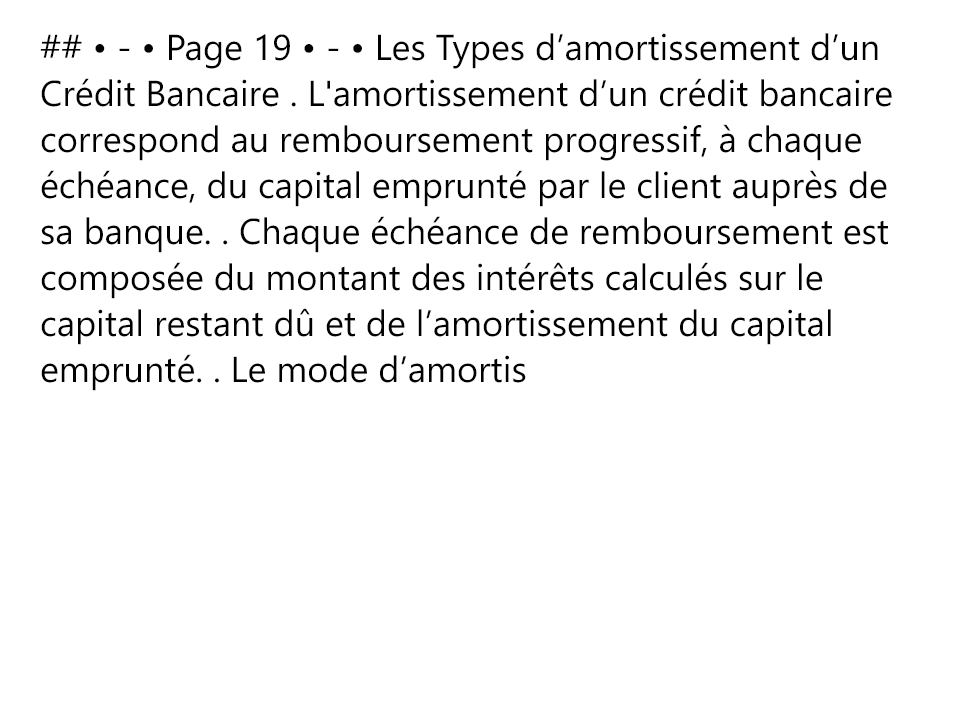 ## • - • Page 19 • - • Les Types d’amortissement d’un
Crédit Bancaire . L'amortissement d’un crédit bancaire
correspond au remboursement progressif, à chaque
échéance, du capital emprunté par le client auprès de
sa banque. . Chaque échéance de remboursement est
composée du montant des intérêts calculés sur le
capital restant dû et de l’amortissement du capital
emprunté. . Le mode d’amortis